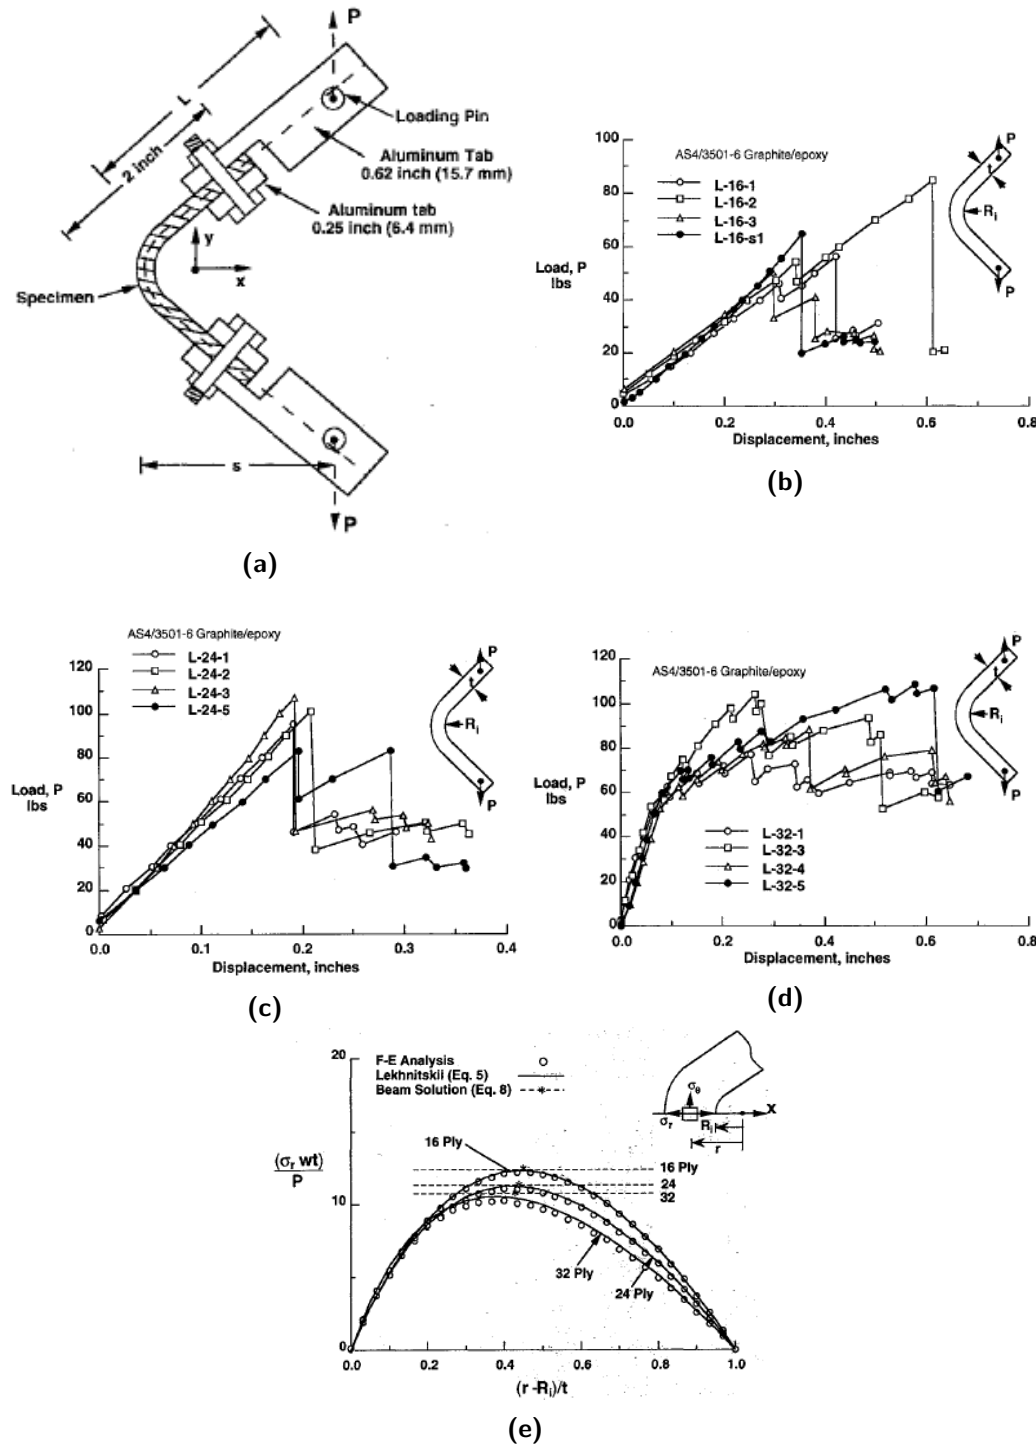 P
Loading Pin
L
2 inch
Aluminum Tab
0.62 inch (15.7 mm)
Aluminum tab
0.25 inch (6.4 mm)
y
x
Specimen
s
P
(a)
AS4/3501-6 Graphite/epoxy
L-16-1
L-16-2
L-16-3
L-16-s1
100
80
60
40
20
0
Load, P
lbs
0.0 0.2 0.4 0.6 0.8
Displacement, inches
P
t
Ri
P
(b)
AS4/3501-6 Graphite/epoxy
L-24-1
L-24-2
L-24-3
L-24-5
120
100
80
60
40
20
0
Load, P
lbs
0.0 0.1 0.2 0.3 0.4
Displacement, inches
P
t
Ri
P
(c)
AS4/3501-6 Graphite/epoxy
120
100
80
60
40
20
0
Load, P
lbs
L-32-1
L-32-3
L-32-4
L-32-5
0.0 0.2 0.4 0.6 0.8
Displacement, inches
P
t
Ri
P
(d)
20
10
0
(σr wt)
P
F-E Analysis
Lekhnitskii (Eq. 5)
Beam Solution (Eq. 8)
σθ
σr
Ri
r
X
16 Ply
16 Ply
24
32
32 Ply
24 Ply
0.0 0.2 0.4 0.6 0.8 1.0
(r -Ri)/t
(e)